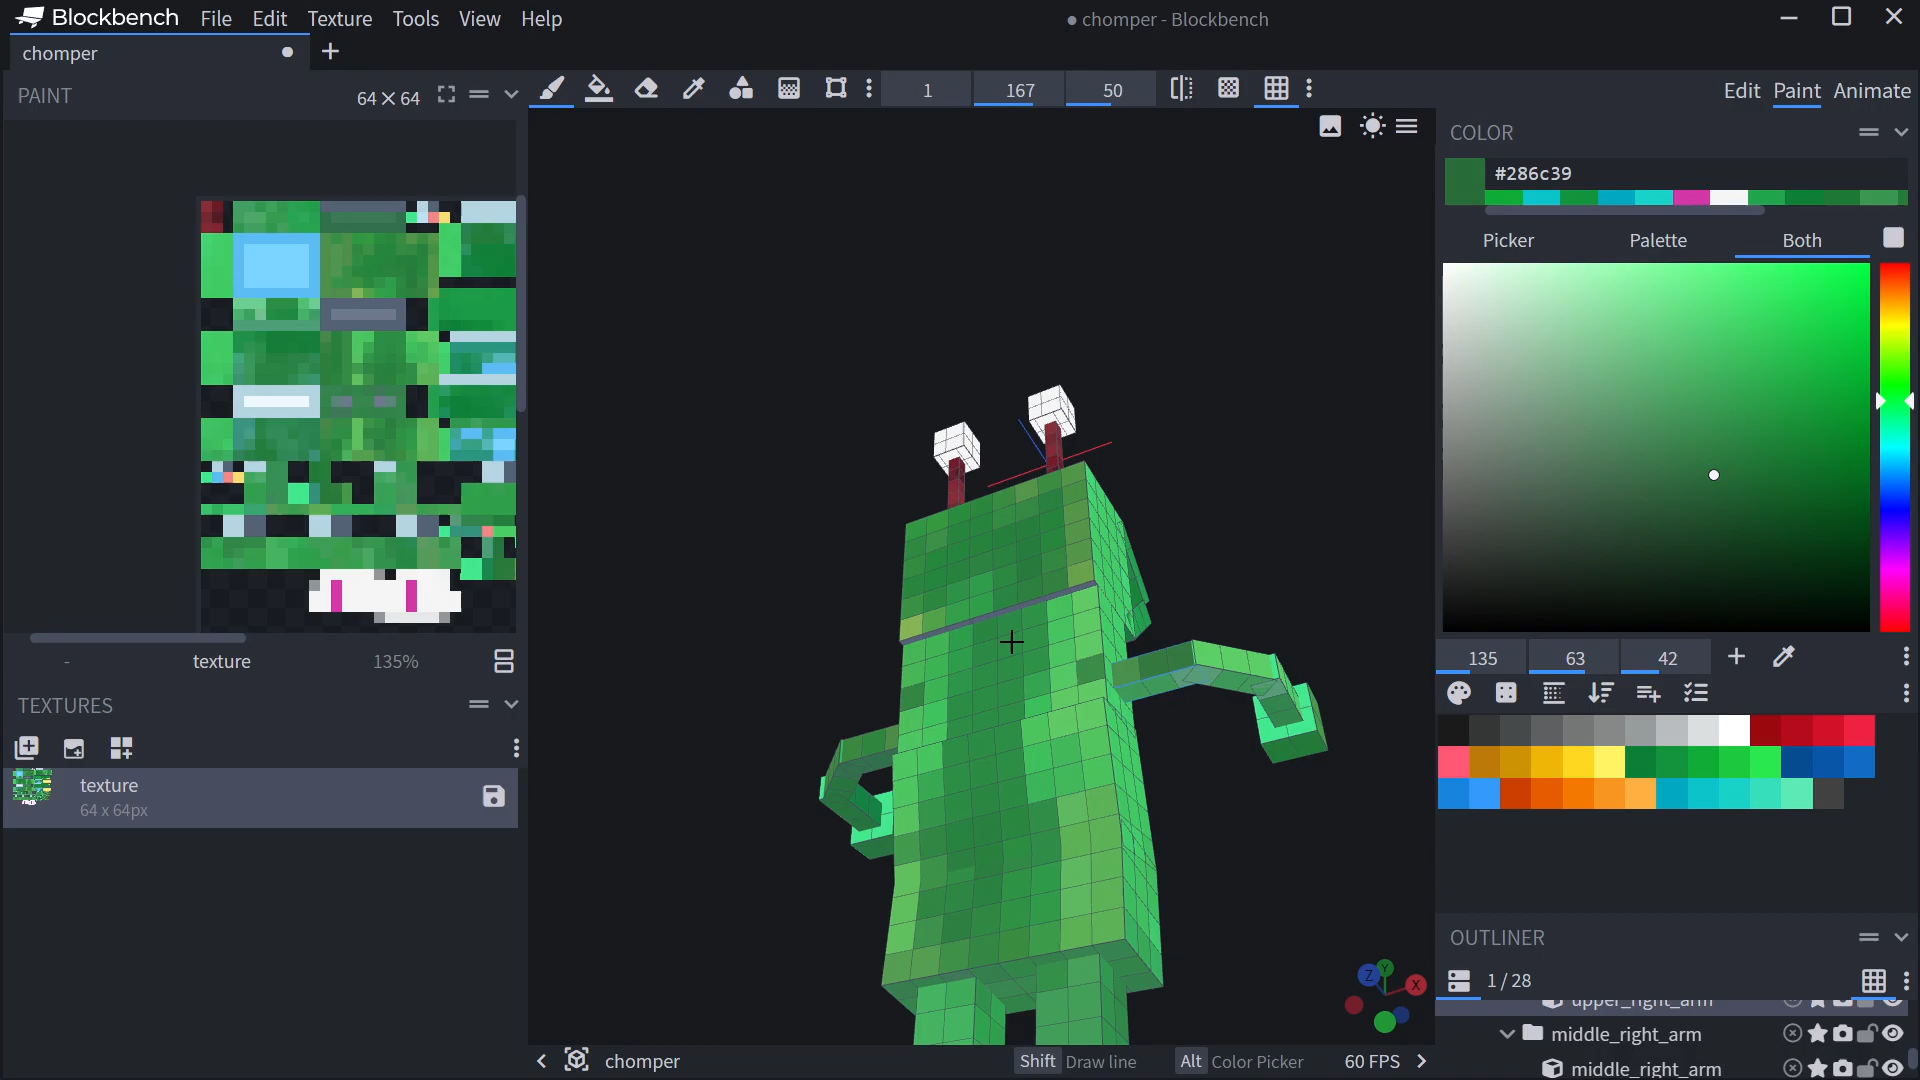 Blockbench File Edit Texture Tools View Help
chomper - Blockbench
chomper
PAINT
64 × 64
1 167 50
Edit Paint Animate
COLOR
#286c39
Picker Palette Both
- texture 135%
135 63 42
TEXTURES
texture
64 x 64px
OUTLINER
1 / 28
upper_right_arm
middle_right_arm
middle_right_arm
Z Y X
chomper
Shift Draw line
Alt Color Picker
60 FPS